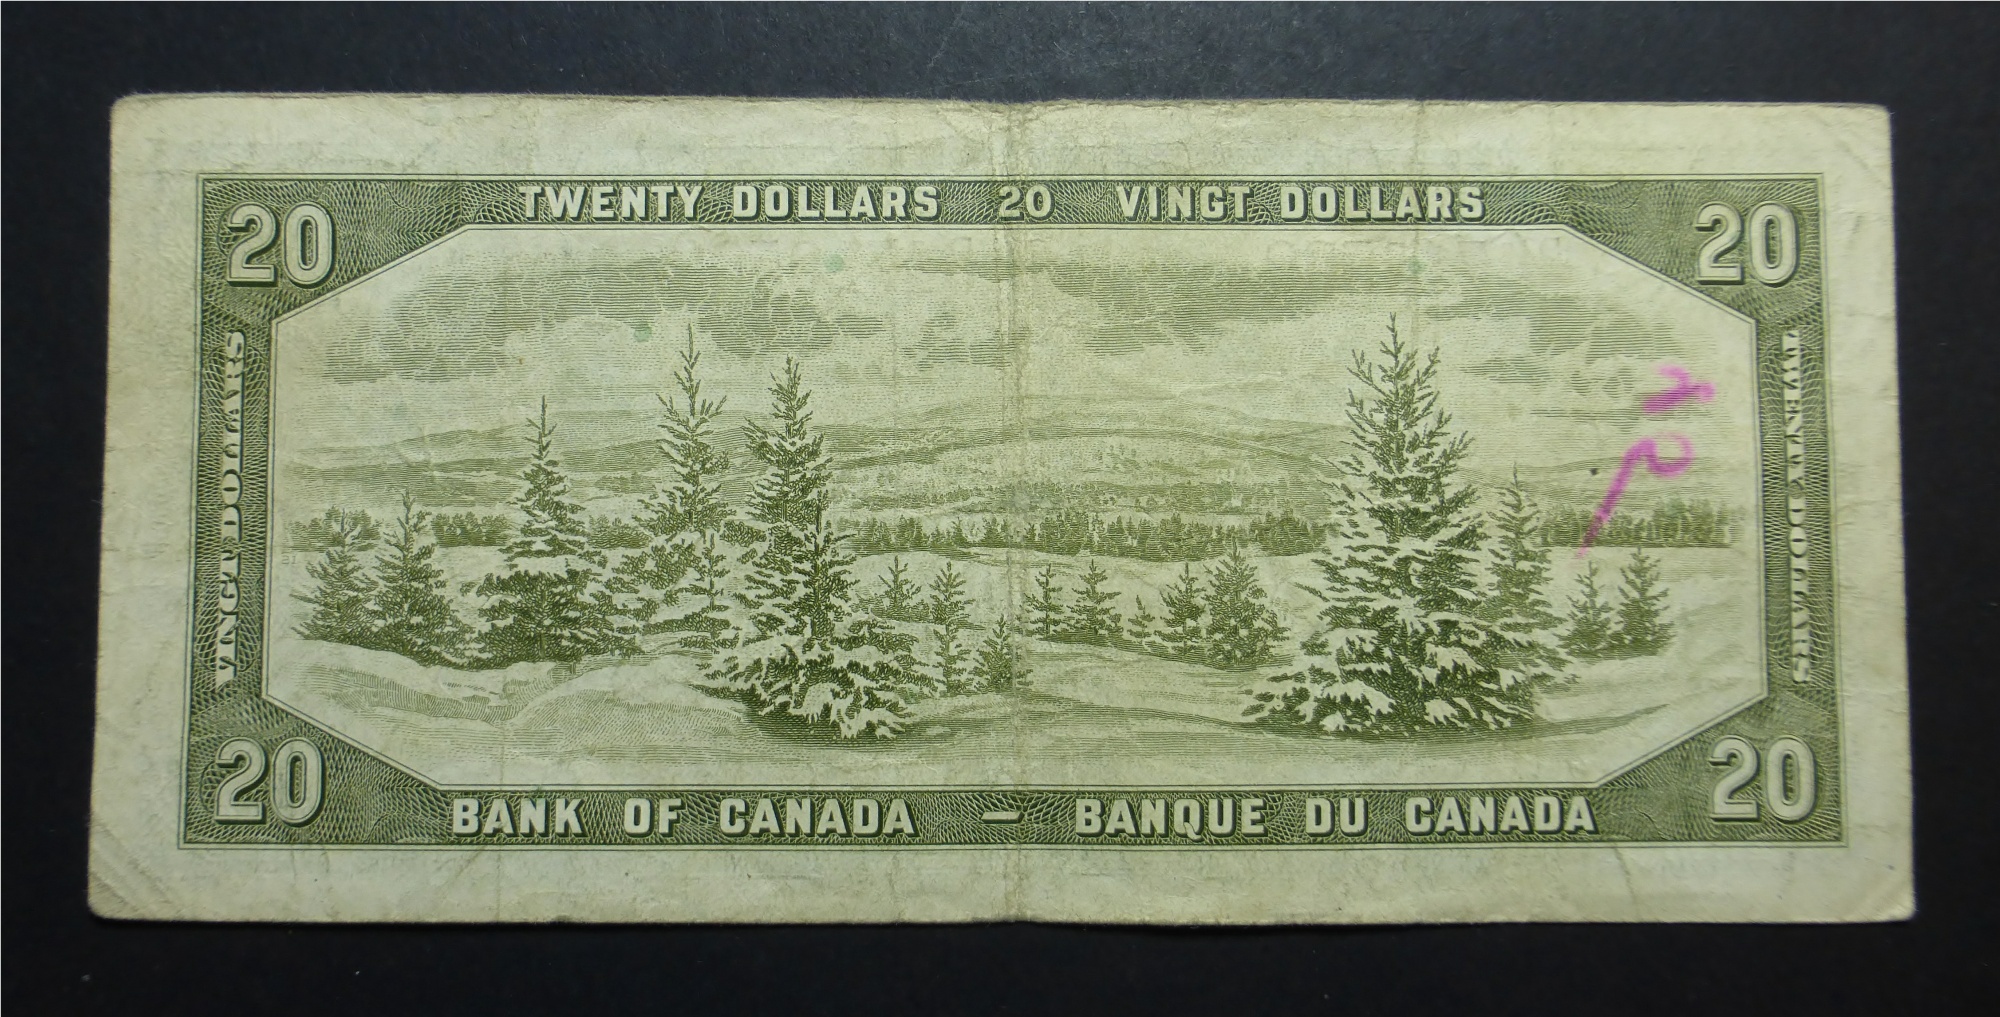 TWENTY DOLLARS 20 VINGT DOLLARS
20
20
VINGT DOLLARS
TWENTY DOLLARS
20
20
BANK OF CANADA – BANQUE DU CANADA